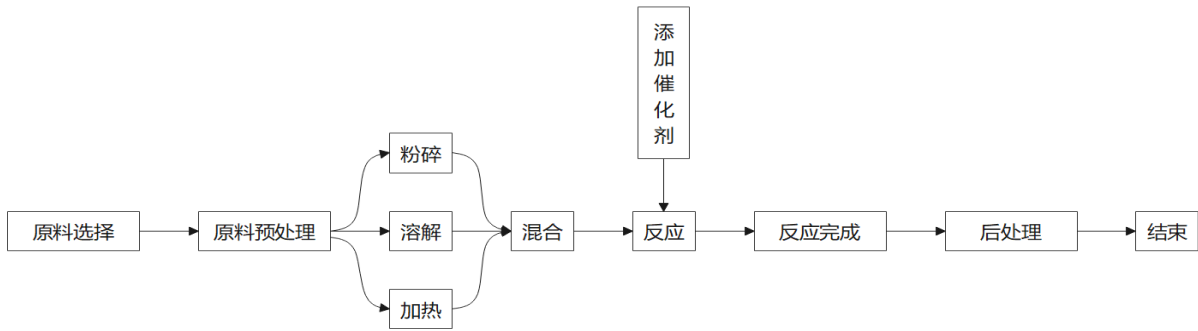 添加催化剂
粉碎
原料选择
原料预处理
溶解
混合
反应
反应完成
后处理
结束
加热